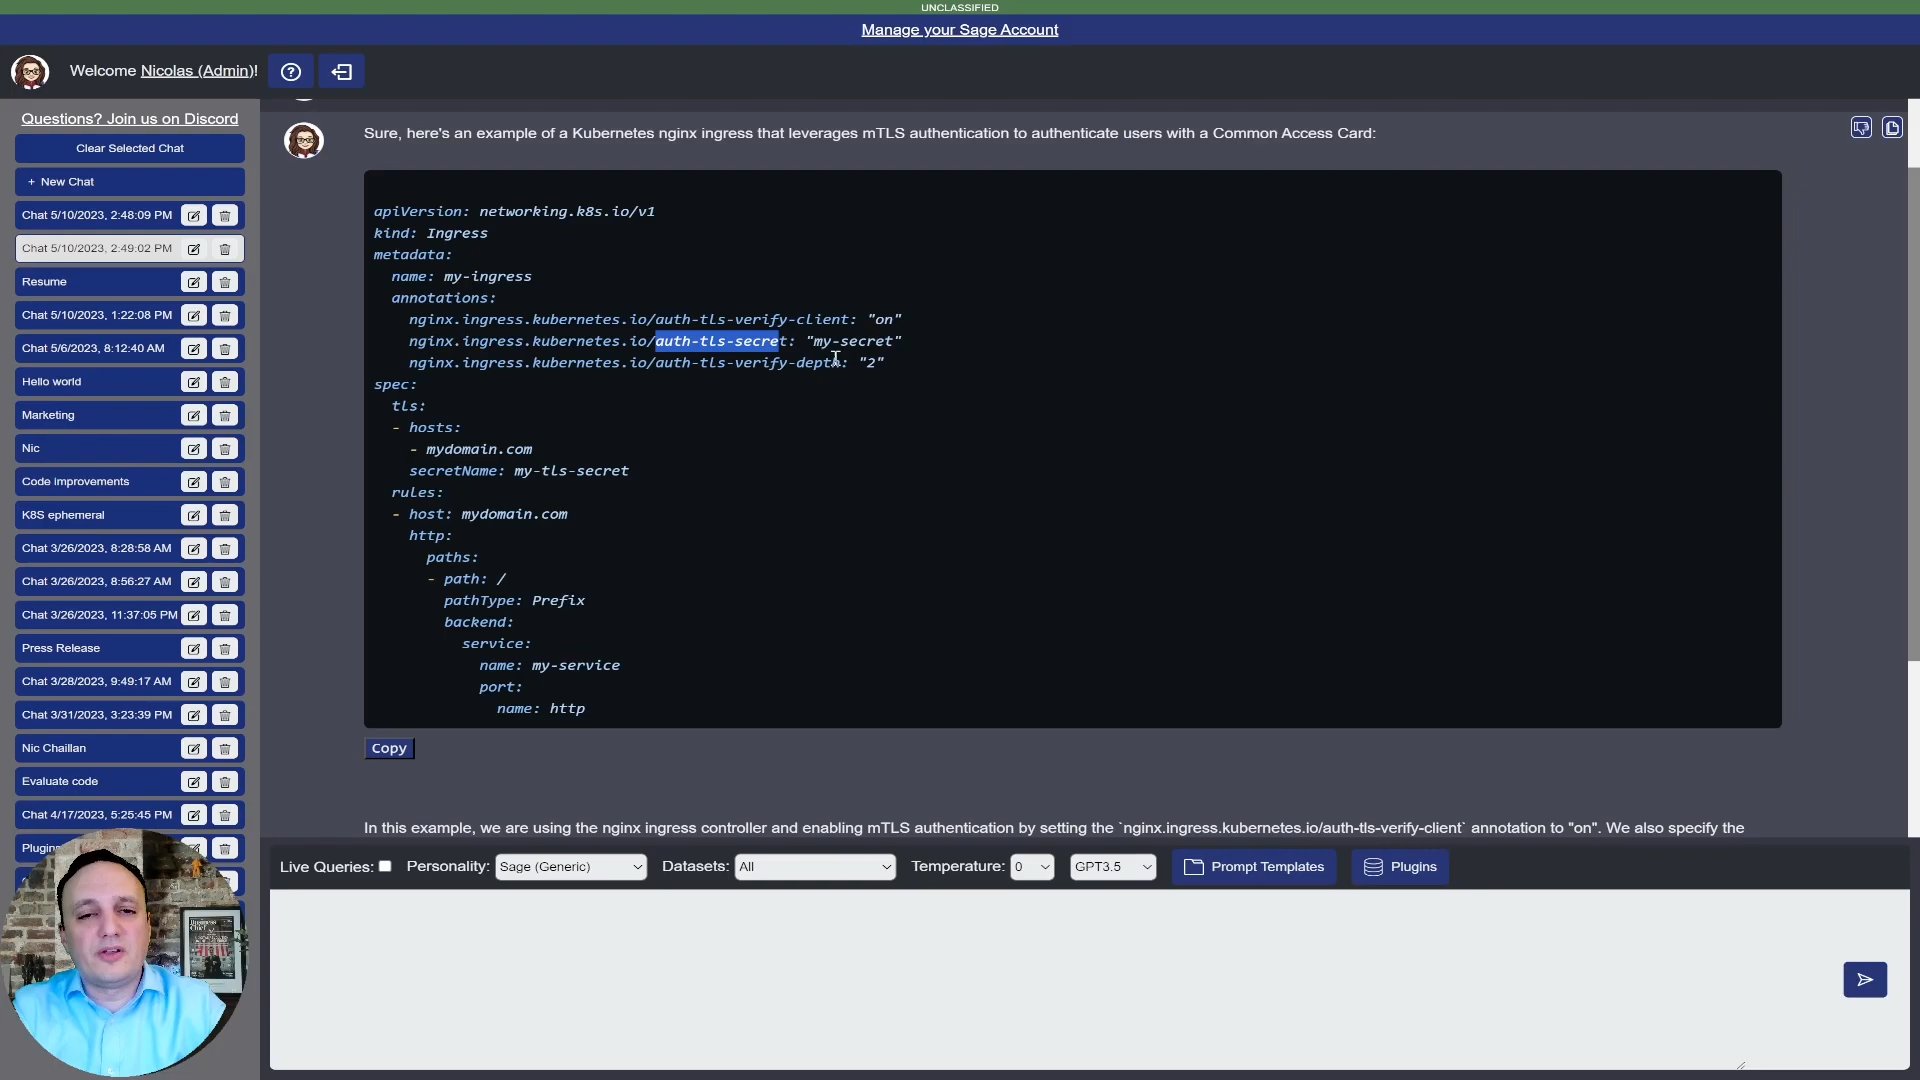 UNCLASSIFIED
Manage your Sage Account
Welcome Nicolas (Admin)!
Questions? Join us on Discord
Clear Selected Chat
+ New Chat
Chat 5/10/2023, 2:48:09 PM
Chat 5/10/2023, 2:49:02 PM
Resume
Chat 5/10/2023, 1:22:08 PM
Chat 5/6/2023, 8:12:40 AM
Hello world
Marketing
Nic
Code improvements
K8S ephemeral
Chat 3/26/2023, 8:28:58 AM
Chat 3/26/2023, 8:56:27 AM
Chat 3/26/2023, 11:37:05 PM
Press Release
Chat 3/28/2023, 9:49:17 AM
Chat 3/31/2023, 3:23:39 PM
Nic Chaillan
Evaluate code
Chat 4/17/2023, 5:25:45 PM
Plugin
Sure, here's an example of a Kubernetes nginx ingress that leverages mTLS authentication to authenticate users with a Common Access Card:
apiVersion: networking.k8s.io/v1
kind: Ingress
metadata:
name: my-ingress
annotations:
nginx.ingress.kubernetes.io/auth-tls-verify-client: "on"
nginx.ingress.kubernetes.io/auth-tls-secret: "my-secret"
nginx.ingress.kubernetes.io/auth-tls-verify-depth: "2"
spec:
tls:
- hosts:
- mydomain.com
secretName: my-tls-secret
rules:
- host: mydomain.com
http:
paths:
- path: /
pathType: Prefix
backend:
service:
name: my-service
port:
name: http
Copy
In this example, we are using the nginx ingress controller and enabling mTLS authentication by setting the `nginx.ingress.kubernetes.io/auth-tls-verify-client` annotation to "on". We also specify the
Live Queries: Personality: Sage (Generic) Datasets: All Temperature: 0 GPT3.5 Prompt Templates Plugins